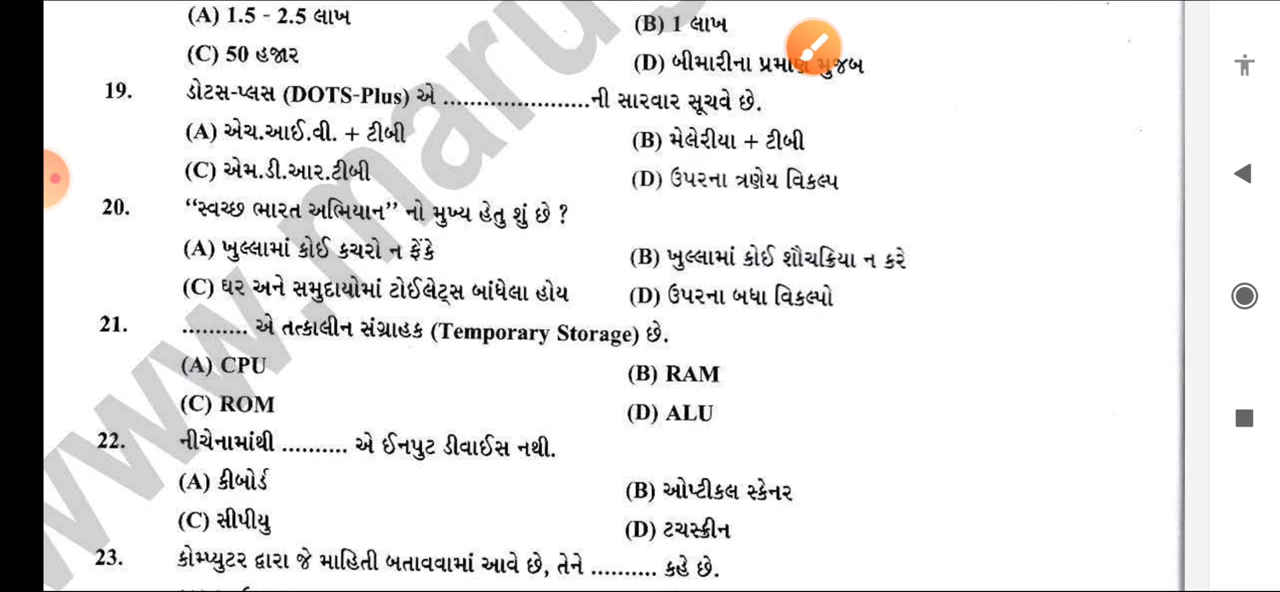 (A) 1.5 - 2.5 લાખ (B) 1 લાખ
(C) 50 હજાર (D) બીમારીના પ્રમાણ મુજબ
19. ડોટસ-પ્લસ (DOTS-Plus) એ ......................ની સારવાર સૂચવે છે.
(A) એચ.આઈ.વી. + ટીબી (B) મેલેરીયા + ટીબી
(C) એમ.ડી.આર.ટીબી (D) ઉપરના ત્રણેય વિકલ્પ
20. “સ્વચ્છ ભારત અભિયાન” નો મુખ્ય હેતુ શું છે ?
(A) ખુલ્લામાં કોઈ કચરો ન ફેંકે (B) ખુલ્લામાં કોઈ શૌચક્રિયા ન કરે
(C) ઘર અને સમુદાયોમાં ટોઈલેટ્સ બાંધેલા હોય (D) ઉપરના બધા વિકલ્પો
21. .......... એ તત્કાલીન સંગ્રાહક (Temporary Storage) છે.
(A) CPU (B) RAM
(C) ROM (D) ALU
22. નીચેનામાંથી .......... એ ઈનપુટ ડીવાઈસ નથી.
(A) કીબોર્ડ (B) ઓપ્ટીકલ સ્કેનર
(C) સીપીયુ (D) ટચસ્ક્રીન
23. કોમ્પ્યુટર દ્વારા જે માહિતી બતાવવામાં આવે છે, તેને .......... કહે છે.
www.maru